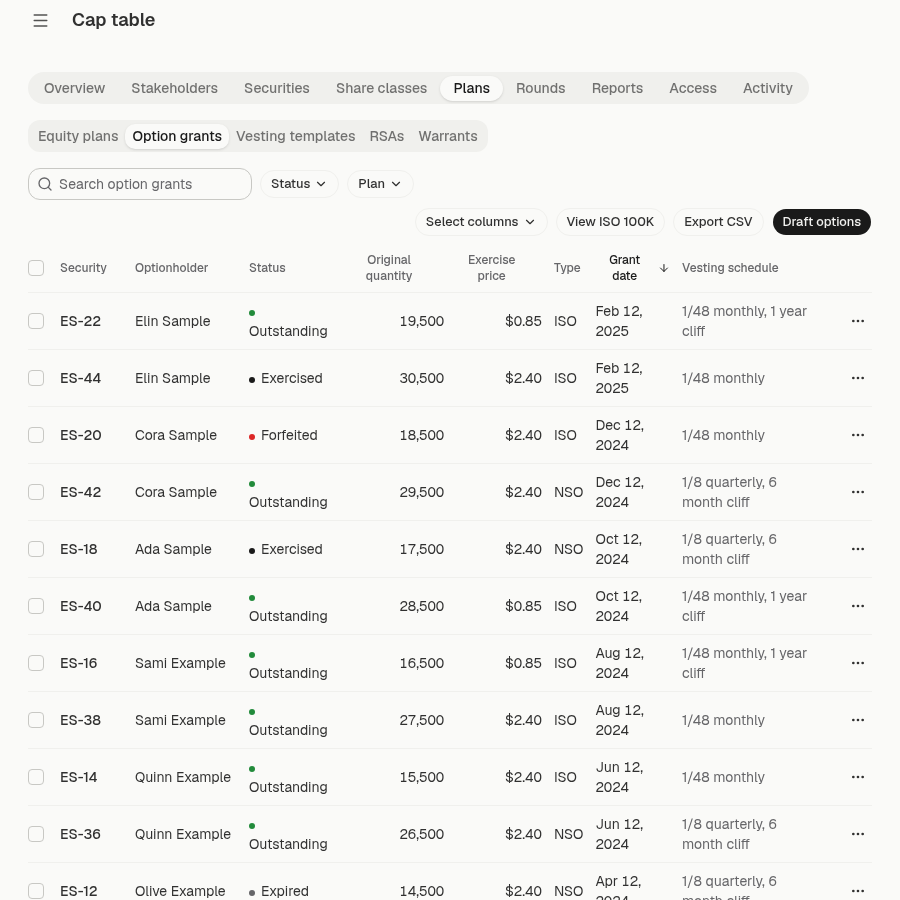 Cap table
Overview Stakeholders Securities Share classes Plans Rounds Reports Access Activity
Equity plans Option grants Vesting templates RSAs Warrants
Search option grants Status Plan
Select columns View ISO 100K Export CSV Draft options
Security Optionholder Status Original quantity Exercise price Type Grant date Vesting schedule
ES-22 Elin Sample Outstanding 19,500 $0.85 ISO Feb 12, 2025 1/48 monthly, 1 year cliff
ES-44 Elin Sample Exercised 30,500 $2.40 ISO Feb 12, 2025 1/48 monthly
ES-20 Cora Sample Forfeited 18,500 $2.40 ISO Dec 12, 2024 1/48 monthly
ES-42 Cora Sample Outstanding 29,500 $2.40 NSO Dec 12, 2024 1/8 quarterly, 6 month cliff
ES-18 Ada Sample Exercised 17,500 $2.40 NSO Oct 12, 2024 1/8 quarterly, 6 month cliff
ES-40 Ada Sample Outstanding 28,500 $0.85 ISO Oct 12, 2024 1/48 monthly, 1 year cliff
ES-16 Sami Example Outstanding 16,500 $0.85 ISO Aug 12, 2024 1/48 monthly, 1 year cliff
ES-38 Sami Example Outstanding 27,500 $2.40 ISO Aug 12, 2024 1/48 monthly
ES-14 Quinn Example Outstanding 15,500 $2.40 ISO Jun 12, 2024 1/48 monthly
ES-36 Quinn Example Outstanding 26,500 $2.40 NSO Jun 12, 2024 1/8 quarterly, 6 month cliff
ES-12 Olive Example Expired 14,500 $2.40 NSO Apr 12, 2024 1/8 quarterly, 6 month cliff